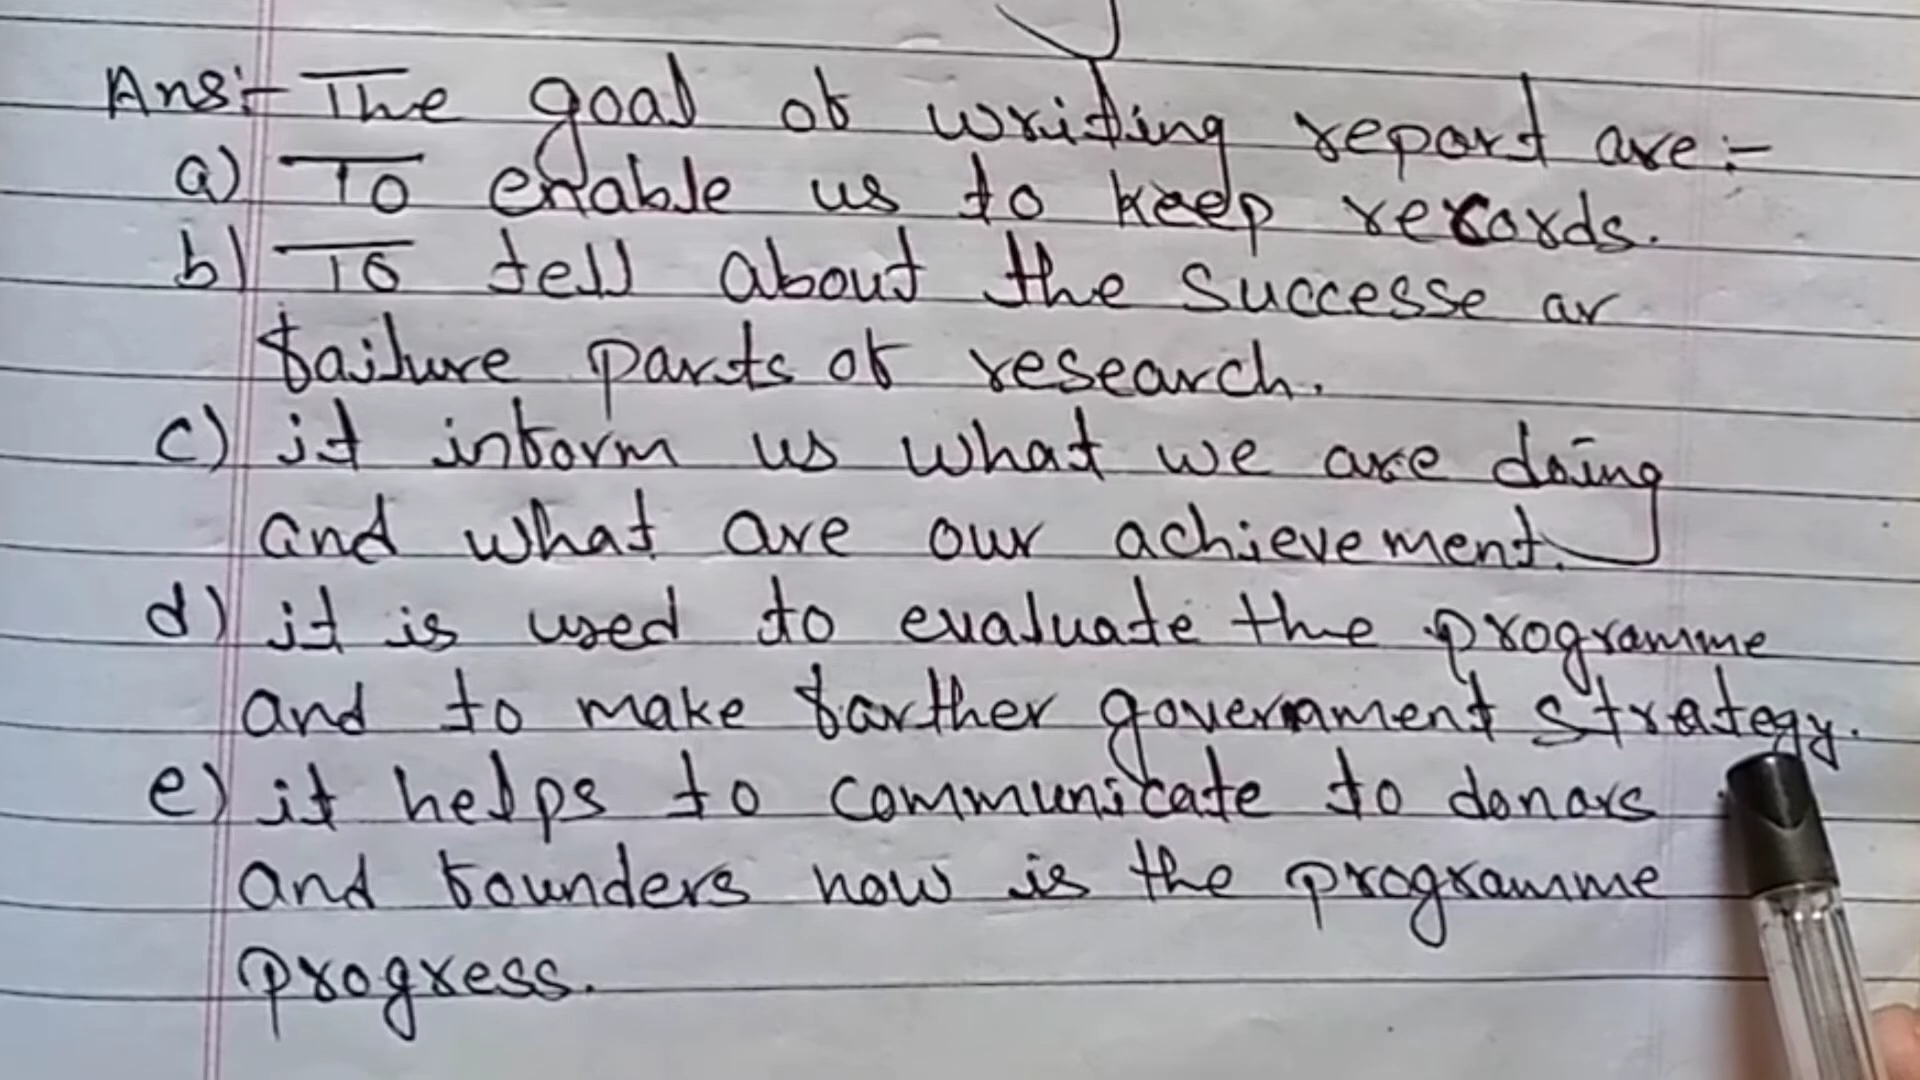 Ans:- The goal of writing report are:-
a) To enable us to keep records.
b) To tell about the successe or
failure parts of research.
c) it inform us what we are doing
and what are our achievement.
d) it is used to evaluate the programme
and to make farther government strategy.
e) it helps to communicate to donors
and founders how is the programme
progress.